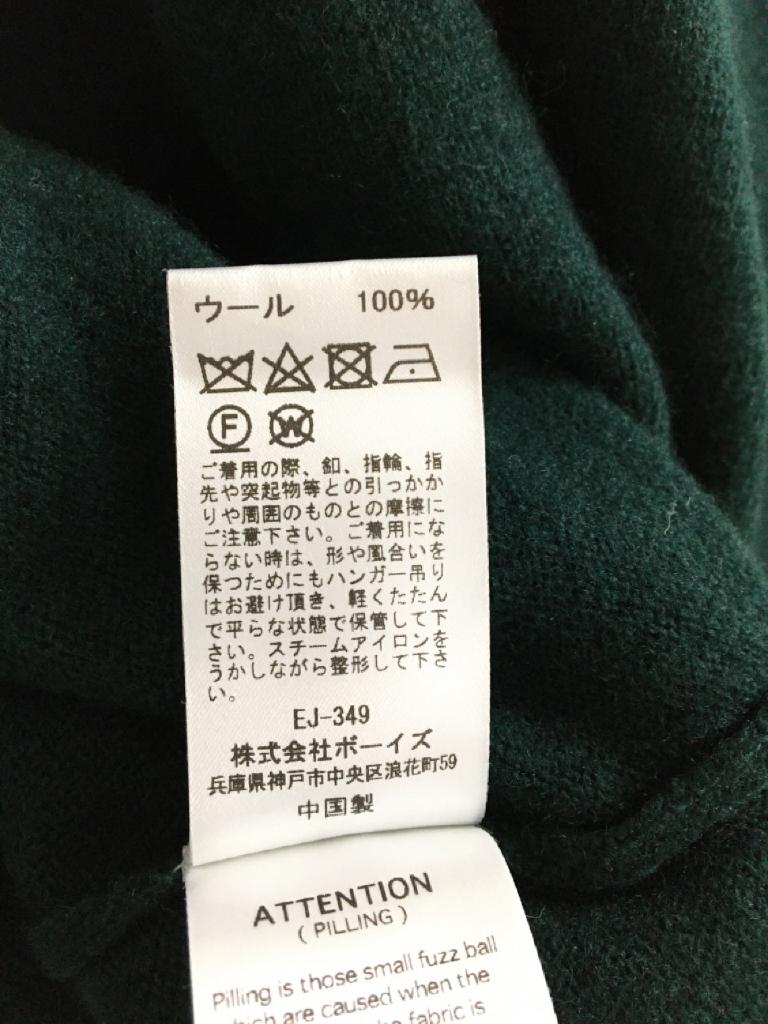 ウール 100%
F W
ご着用の際、釦、指輪、指
先や突起物等との引っかか
りや周囲のものとの摩擦に
ご注意下さい。ご着用にな
らない時は、形や風合いを
保つためにもハンガー吊り
はお避け頂き、軽くたたん
で平らな状態で保管して下
さい。スチームアイロンを
うかしながら整形して下さ
い。
EJ-349
株式会社ボーイズ
兵庫県神戸市中央区浪花町59
中国製
ATTENTION
( PILLING )
Pilling is those small fuzz ball
which are caused when the
fabric is